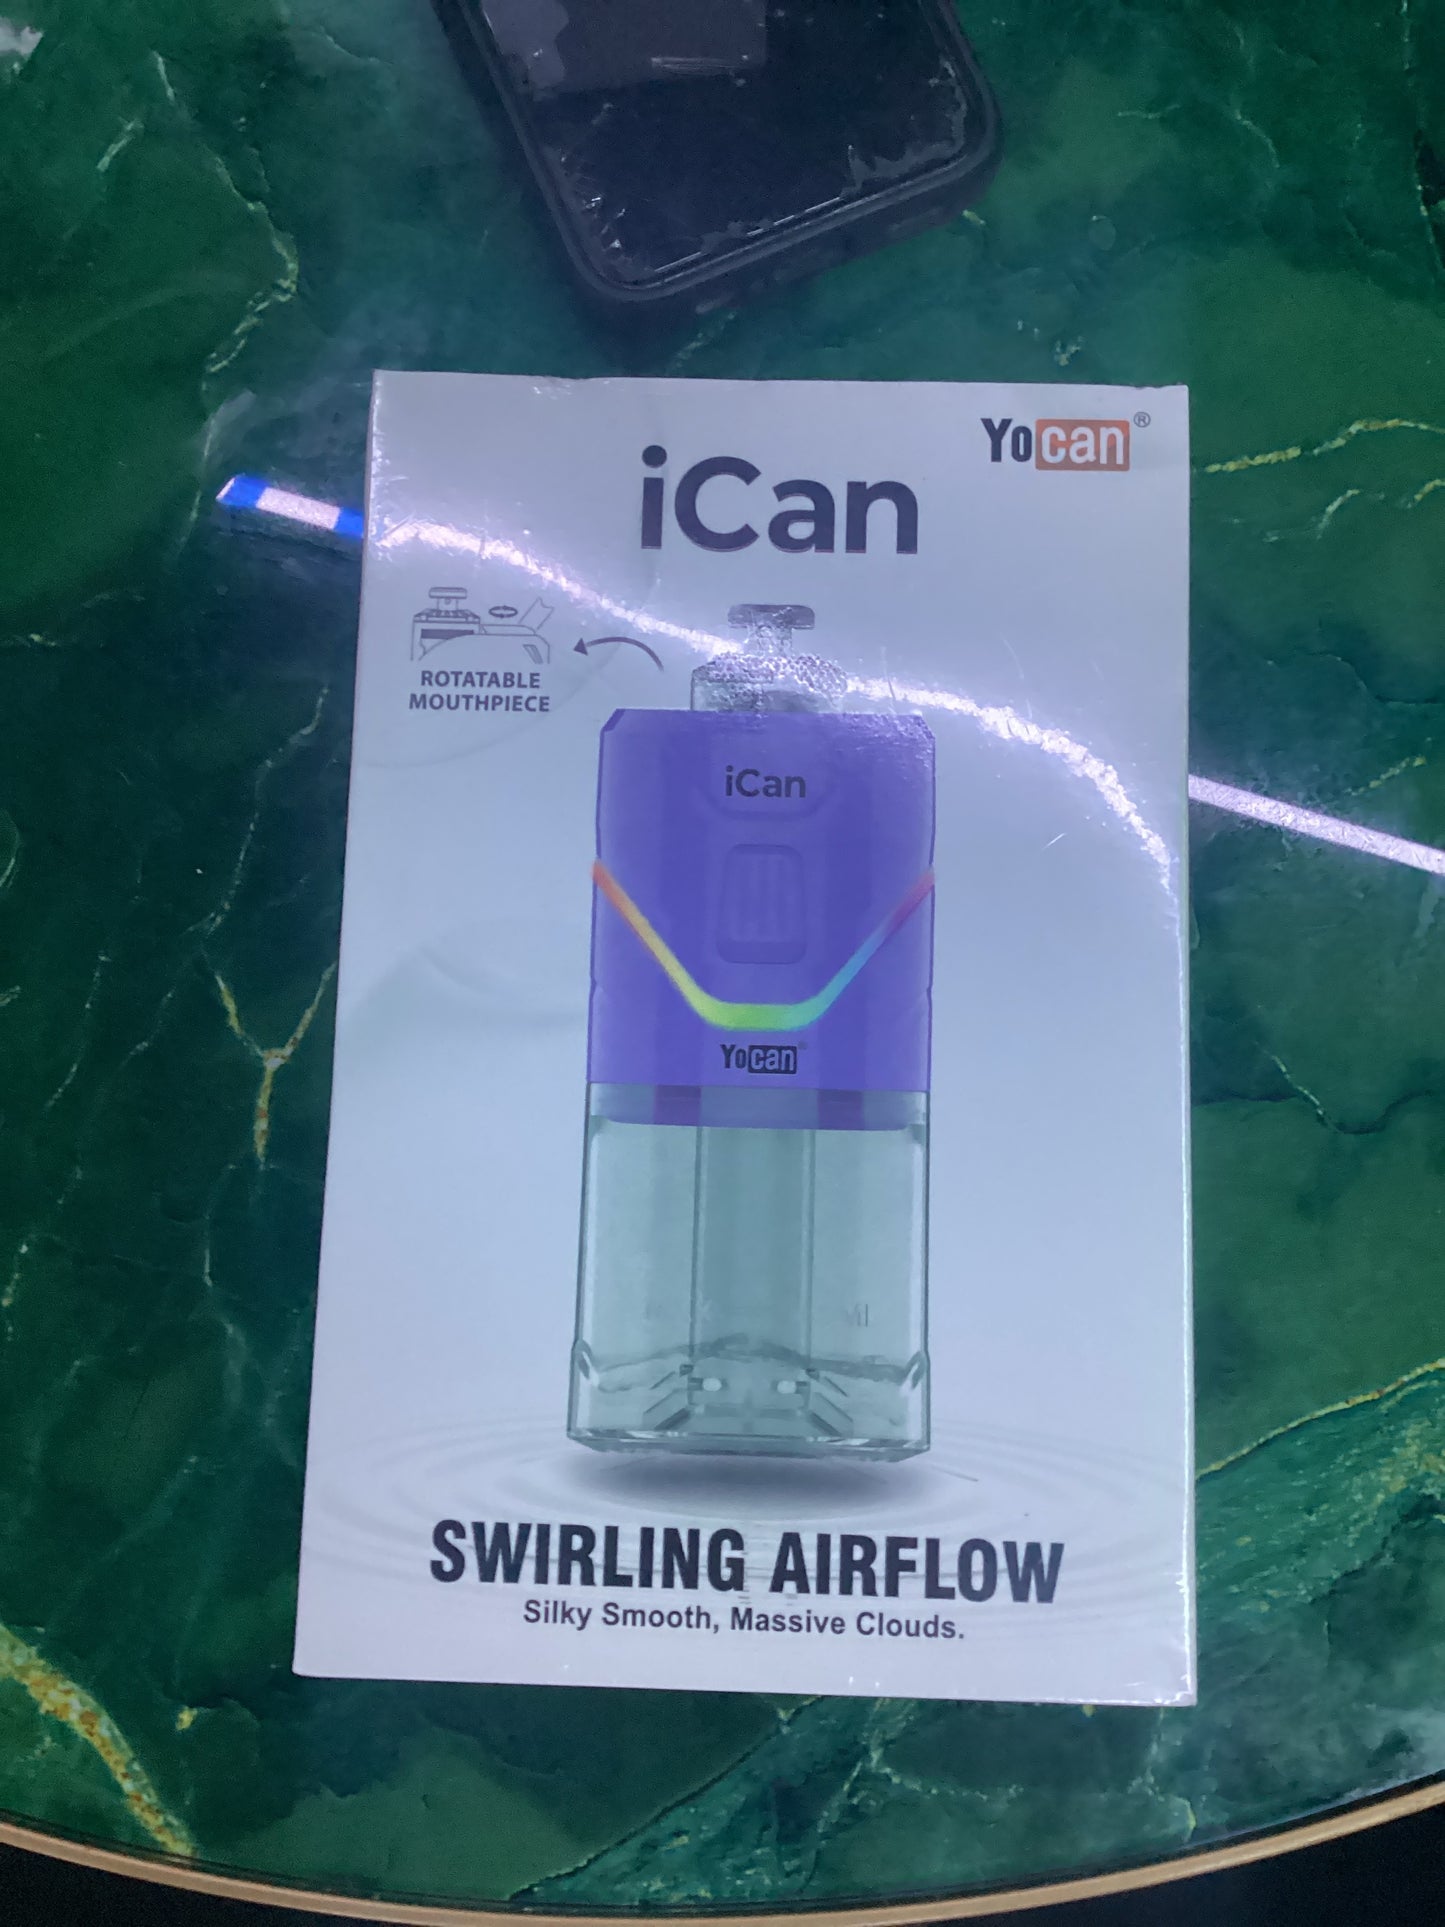 Yocan®
iCan
ROTATABLE
MOUTHPIECE
iCan
Yocan®
SWIRLING AIRFLOW
Silky Smooth, Massive Clouds.